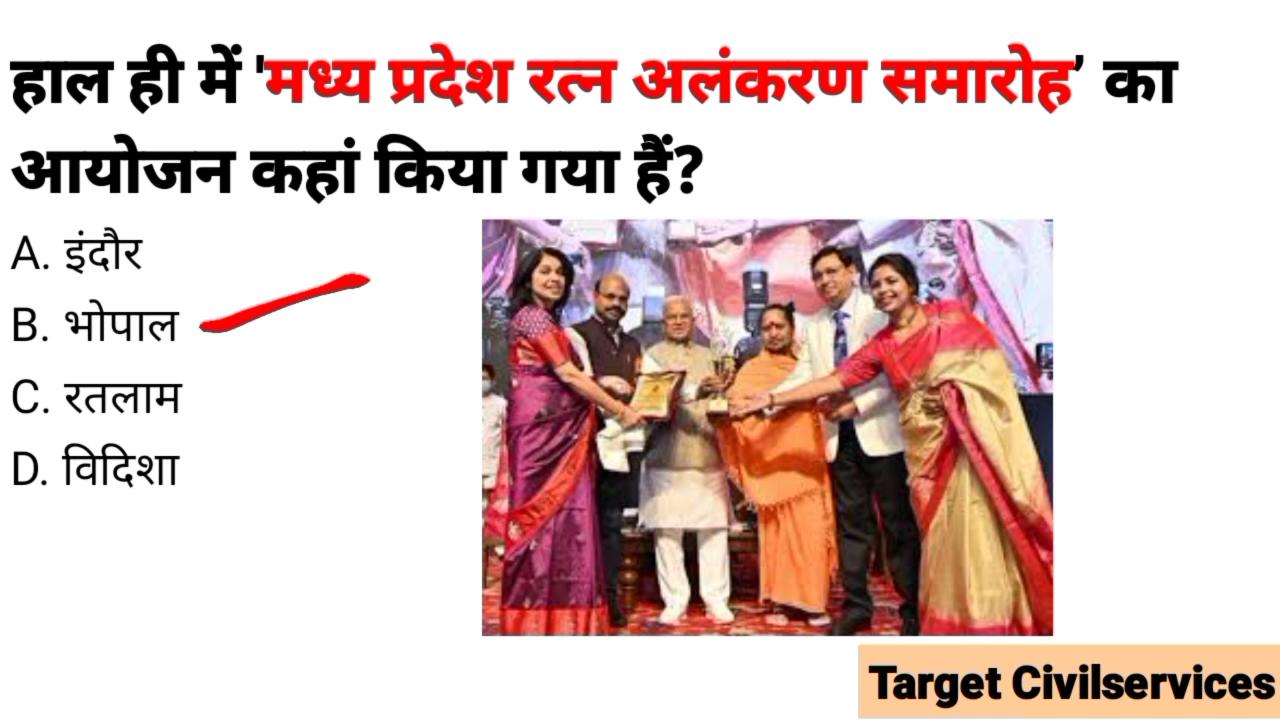 हाल ही में 'मध्य प्रदेश रत्न अलंकरण समारोह’ का
आयोजन कहां किया गया हैं?
A. इंदौर
B. भोपाल
C. रतलाम
D. विदिशा
Target Civilservices